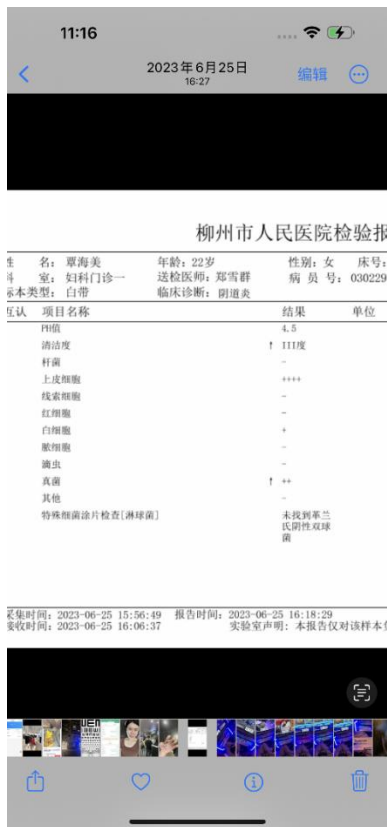 11:16
2023年6月25日
16:27
编辑
柳州市人民医院检验报
名：覃海美 年龄：22岁 性别：女 床号：
室：妇科门诊一 送检医师：郑雪群 病 员 号：030229
标本类型：白带 临床诊断：阴道炎
互认 项目名称 结果 单位
PH值 4.5
清洁度 ↑ III度
杆菌 -
上皮细胞 ++++
线索细胞 -
红细胞 -
白细胞 +
脓细胞 -
滴虫 -
真菌 ↑ ++
其他 -
特殊细菌涂片检查[淋球菌] 未找到革兰
氏阴性双球
菌
采集时间：2023-06-25 15:56:49 报告时间：2023-06-25 16:18:29
接收时间：2023-06-25 16:06:37 实验室声明：本报告仅对该样本